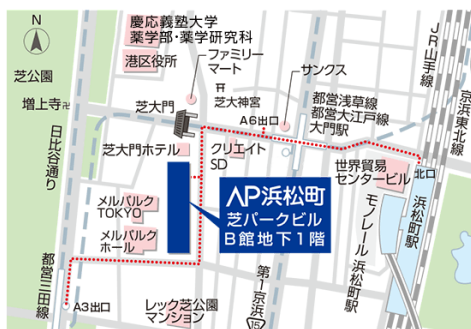 N
慶応義塾大学
薬学部・薬学研究科
港区役所
ファミリー
マート
サンクス
芝公園
増上寺卍
芝大門
芝大神宮
A6出口
都営浅草線
都営大江戸線
大門駅
JR山手線
京浜東北線
日比谷通り
芝大門ホテル
クリエイト
SD
世界貿易
センタービル
北口
浜松町駅
モノレール浜松町駅
AP浜松町
芝パークビル
B館地下1階
メルパルク
TOKYO
メルパルク
ホール
都営三田線
A3出口
レック芝公園
マンション
第1京浜
15